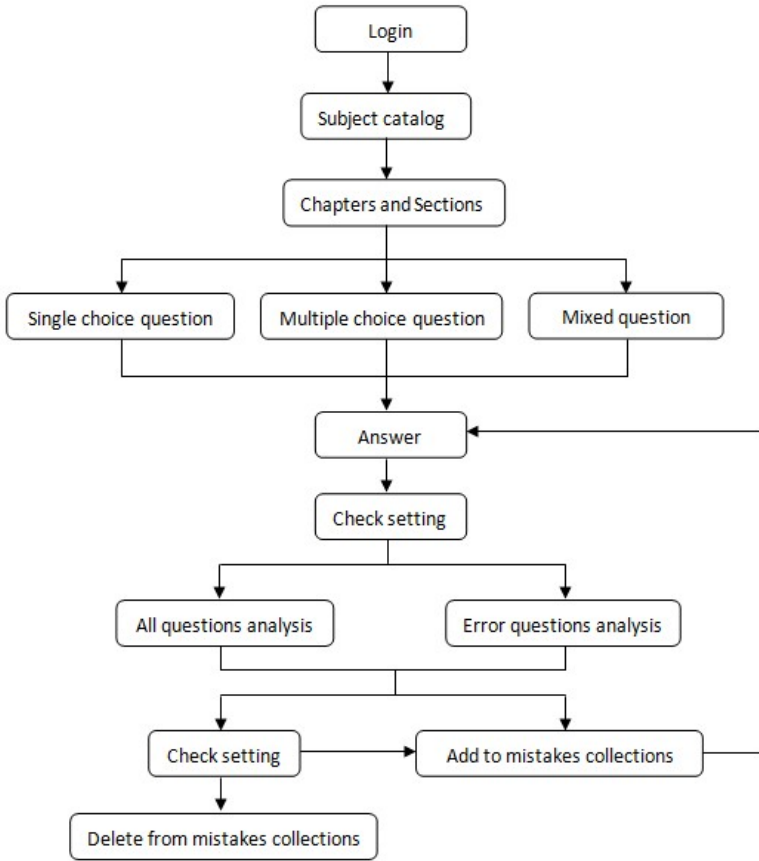 Login
Subject catalog
Chapters and Sections
Single choice question
Multiple choice question
Mixed question
Answer
Check setting
All questions analysis
Error questions analysis
Check setting
Add to mistakes collections
Delete from mistakes collections